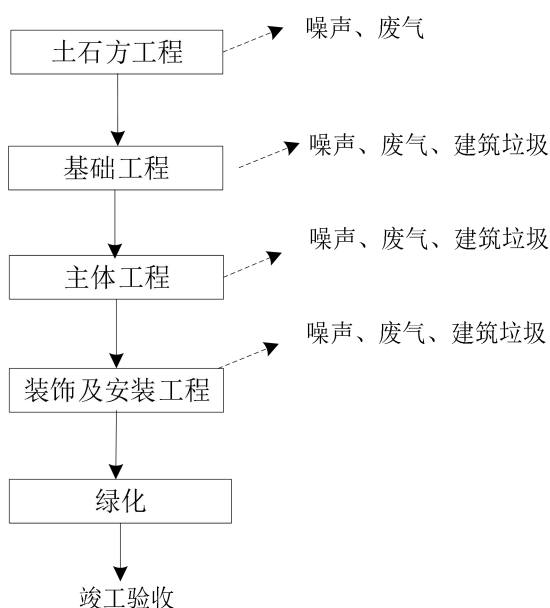 噪声、废气
土石方工程
噪声、废气、建筑垃圾
基础工程
噪声、废气、建筑垃圾
主体工程
噪声、废气、建筑垃圾
装饰及安装工程
绿化
竣工验收